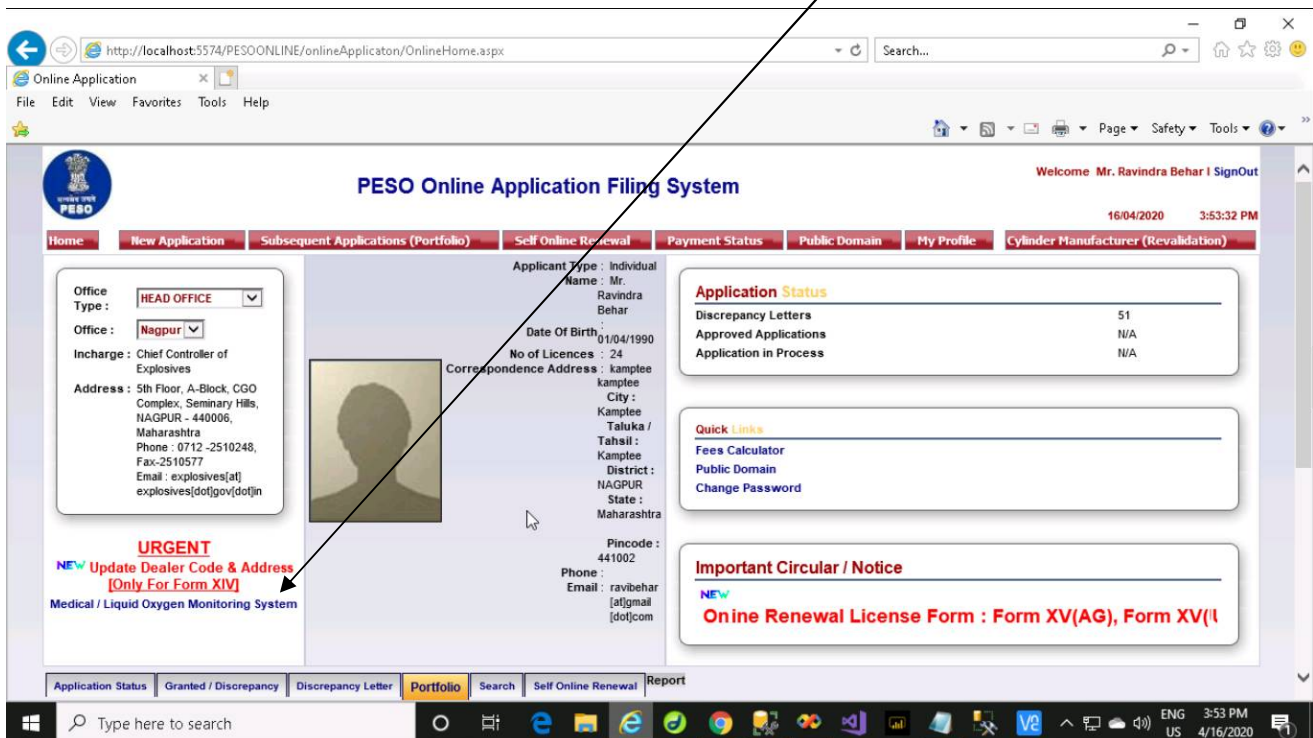 http://localhost:5574/PESOONLINE/onlineApplicaton/OnlineHome.aspx
Search...
Online Application
File Edit View Favorites Tools Help
Page Safety Tools
PESO
PESO Online Application Filing System
Welcome Mr. Ravindra Behar I SignOut
16/04/2020 3:53:32 PM
Home New Application Subsequent Applications (Portfolio) Self Online Renewal Payment Status Public Domain My Profile Cylinder Manufacturer (Revalidation)
Office Type : HEAD OFFICE
Office : Nagpur
Incharge : Chief Controller of
Explosives
Address : 5th Floor, A-Block, CGO
Complex, Seminary Hills,
NAGPUR - 440006,
Maharashtra
Phone : 0712 -2510248,
Fax-2510577
Email : explosives[at]
explosives[dot]gov[dot]in
URGENT
NEW Update Dealer Code & Address
[Only For Form XIV]
Medical / Liquid Oxygen Monitoring System
Applicant Type : Individual
Name : Mr.
Ravindra
Behar
Date Of Birth : 01/04/1990
No of Licences : 24
Correspondence Address : kamptee
kamptee
City :
Kamptee
Taluka /
Tahsil :
Kamptee
District :
NAGPUR
State :
Maharashtra
Pincode :
441002
Phone :
Email : ravibehar
[at]gmail
[dot]com
Application Status
Discrepancy Letters 51
Approved Applications N/A
Application in Process N/A
Quick Links
Fees Calculator
Public Domain
Change Password
Important Circular / Notice
NEW
Onine Renewal License Form : Form XV(AG), Form XV(
Application Status Granted / Discrepancy Discrepancy Letter Portfolio Search Self Online Renewal Report
Type here to search
ENG 3:53 PM
US 4/16/2020